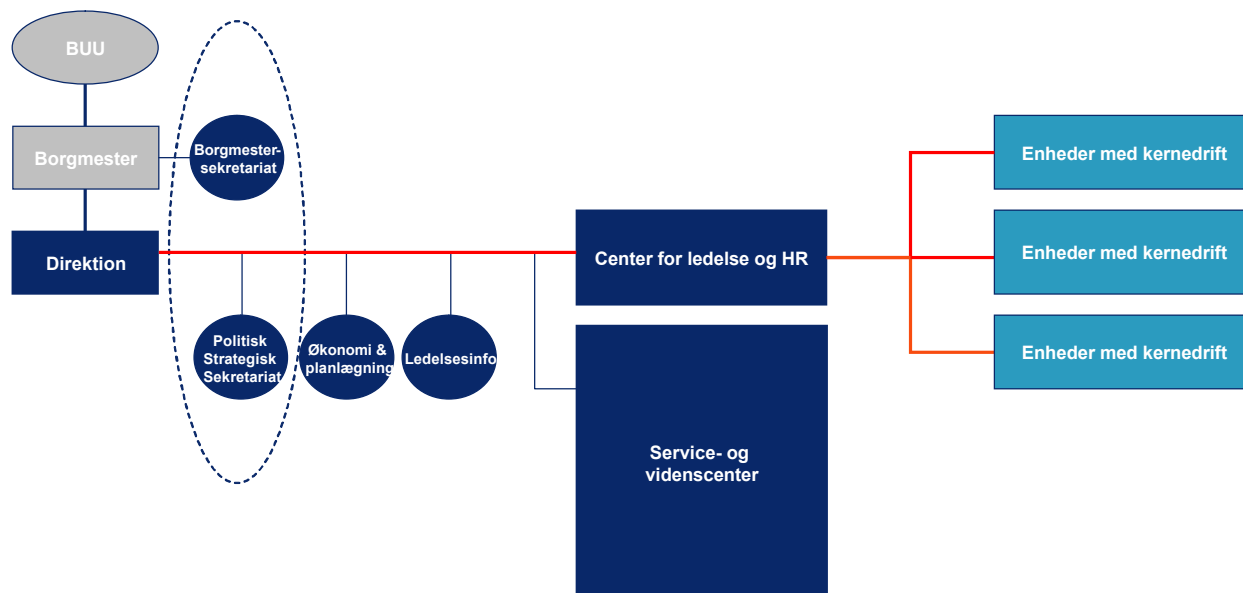 BUU
Borgmester
Borgmester-
sekretariat
Direktion
Politisk
Strategisk
Sekretariat
Økonomi &
planlægning
Ledelsesinfo
Center for ledelse og HR
Service- og
videnscenter
Enheder med kernedrift
Enheder med kernedrift
Enheder med kernedrift